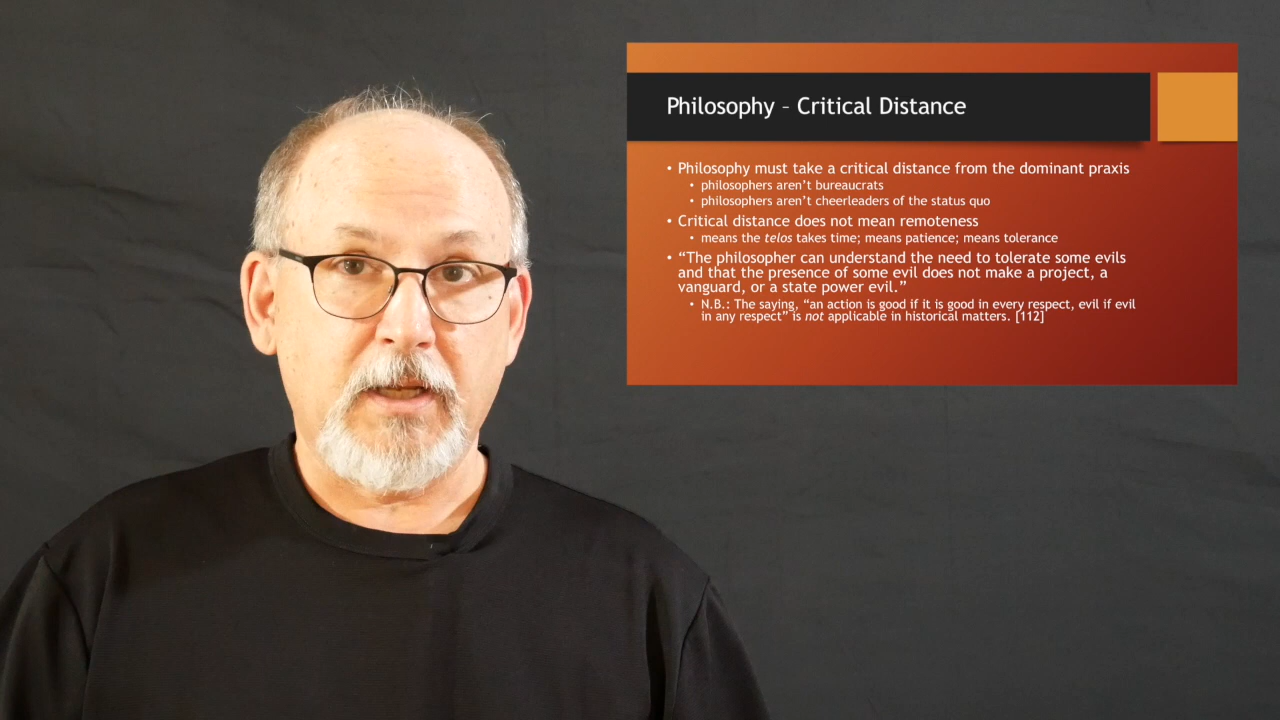 Philosophy – Critical Distance
• Philosophy must take a critical distance from the dominant praxis
• philosophers aren’t bureaucrats
• philosophers aren’t cheerleaders of the status quo
• Critical distance does not mean remoteness
• means the telos takes time; means patience; means tolerance
• “The philosopher can understand the need to tolerate some evils
and that the presence of some evil does not make a project, a
vanguard, or a state power evil.”
• N.B.: The saying, “an action is good if it is good in every respect, evil if evil
in any respect” is not applicable in historical matters. [112]